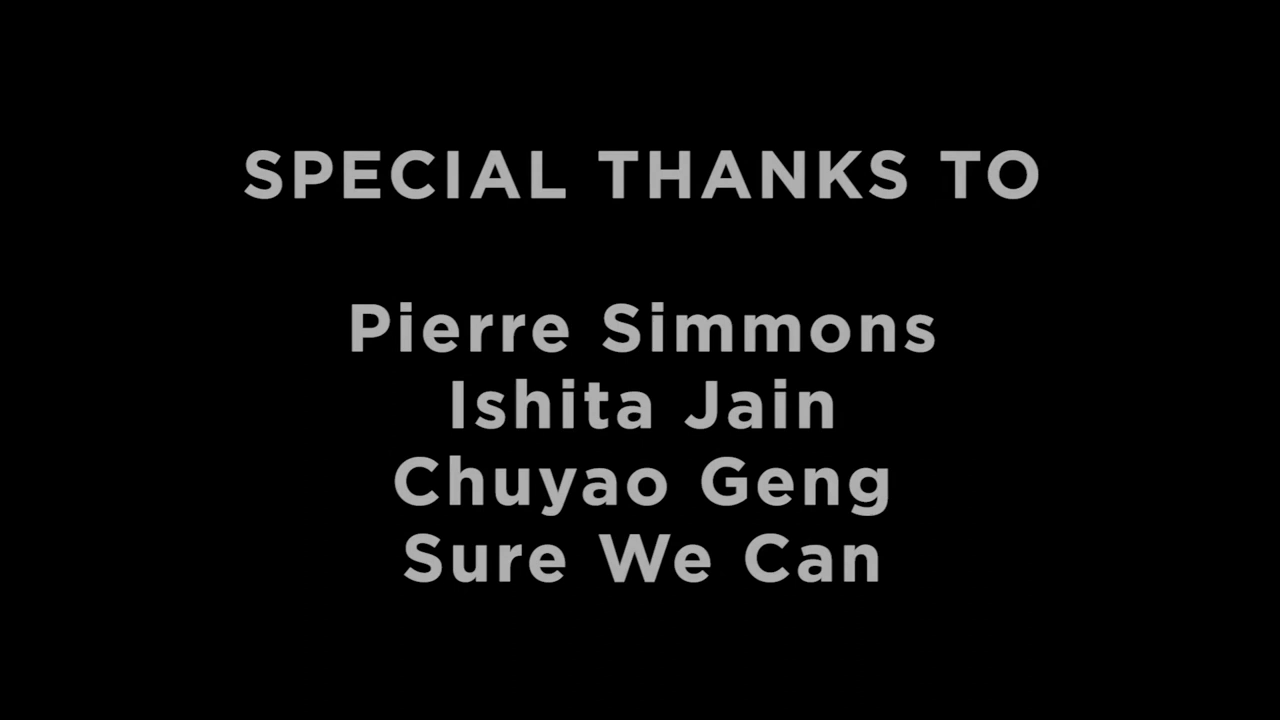 SPECIAL THANKS TO
Pierre Simmons
Ishita Jain
Chuyao Geng
Sure We Can